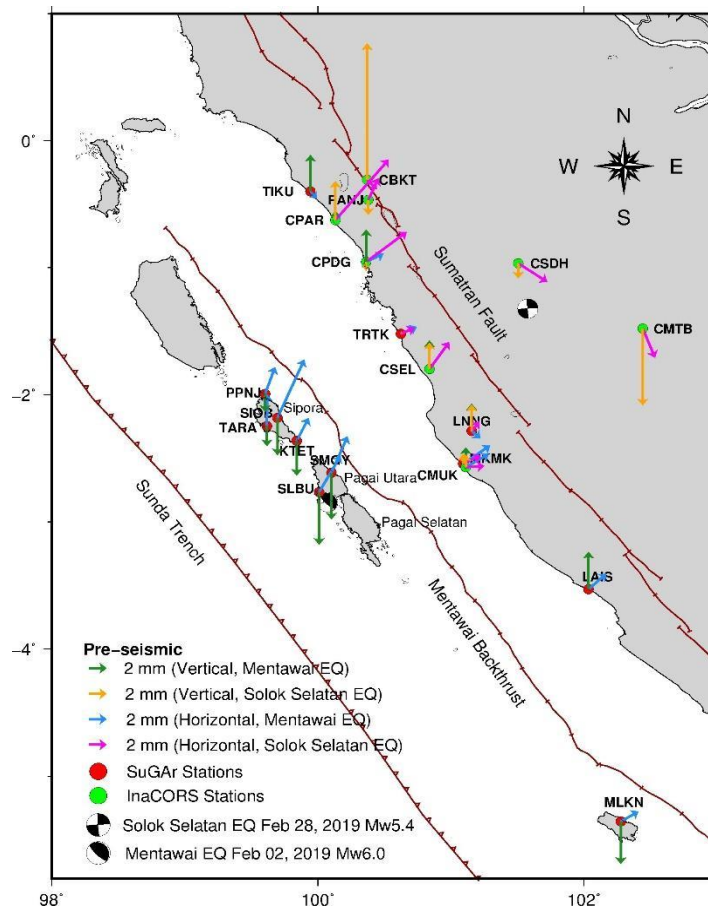 0°
−2°
−4°
98°
100°
102°
N
W E
S
TIKU
CBKT
PANJ
CPAR
CPDG
CSDH
Sumatran Fault
CMTB
TRTK
CSEL
PPNJ
SIOB
Sipora
TARA
KTET
LNNG
SMGY
MKMK
CMUK
Pagai Utara
SLBU
Pagai Selatan
Sunda Trench
LAIS
Mentawai Backthrust
MLKN
Pre-seismic
2 mm (Vertical, Mentawai EQ)
2 mm (Vertical, Solok Selatan EQ)
2 mm (Horizontal, Mentawai EQ)
2 mm (Horizontal, Solok Selatan EQ)
SuGAr Stations
InaCORS Stations
Solok Selatan EQ Feb 28, 2019 Mw5.4
Mentawai EQ Feb 02, 2019 Mw6.0